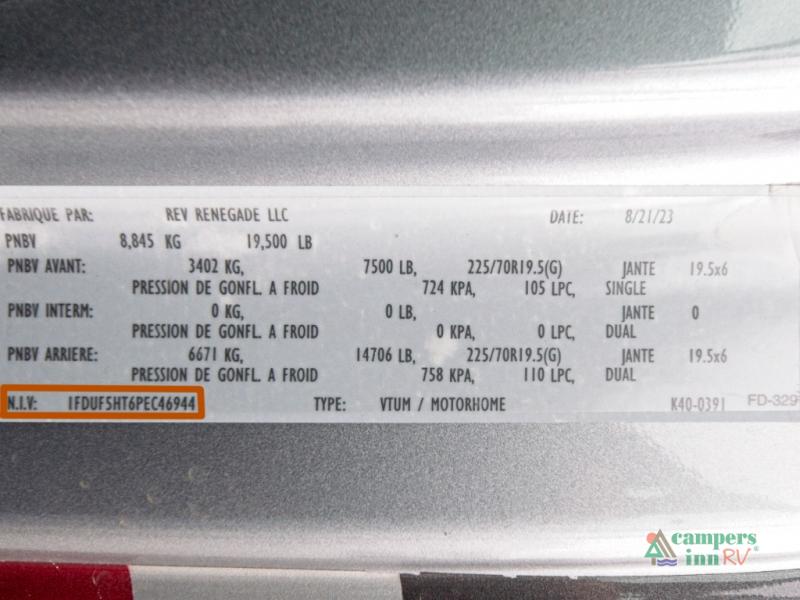 FABRIQUE PAR: REV RENEGADE LLC DATE: 8/21/23
PNBV 8,845 KG 19,500 LB
PNBV AVANT: 3402 KG, 7500 LB, 225/70R19.5(G) JANTE 19.5x6
PRESSION DE GONFL. A FROID 724 KPA, 105 LPC, SINGLE
PNBV INTERM: 0 KG, 0 LB, JANTE 0
PRESSION DE GONFL. A FROID 0 KPA, 0 LPC, DUAL
PNBV ARRIERE: 6671 KG, 14706 LB, 225/70R19.5(G) JANTE 19.5x6
PRESSION DE GONFL. A FROID 758 KPA, 110 LPC, DUAL
N.I.V: 1FDUF5HT6PEC46944 TYPE: VTUM / MOTORHOME K40-0391 FD-329
campers
inn RV®